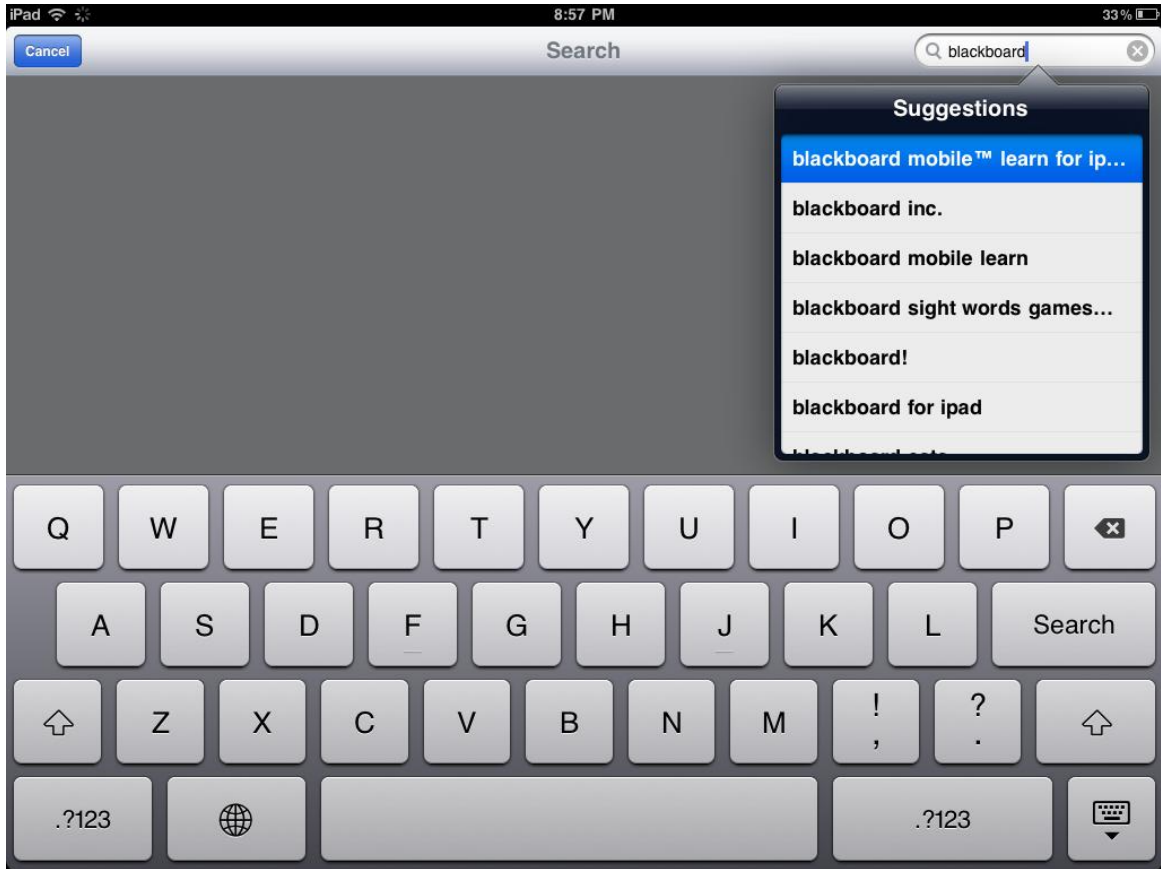 iPad 8:57 PM 33%
Cancel Search blackboard
Suggestions
blackboard mobile™ learn for ip...
blackboard inc.
blackboard mobile learn
blackboard sight words games...
blackboard!
blackboard for ipad
Q W E R T Y U I O P
A S D F G H J K L Search
Z X C V B N M ! , ? .
.?123 .?123